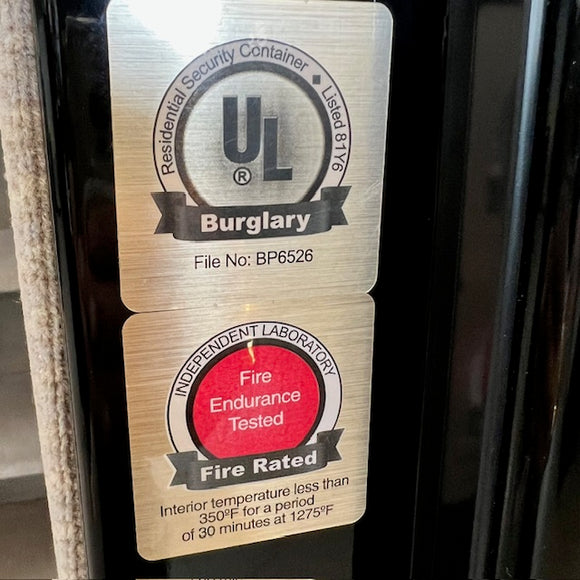 Residential Security Container ▪ Listed 81Y6
UL
®
Burglary
File No: BP6526
INDEPENDENT LABORATORY
Fire
Endurance
Tested
Fire Rated
Interior temperature less than
350ºF for a period
of 30 minutes at 1275ºF